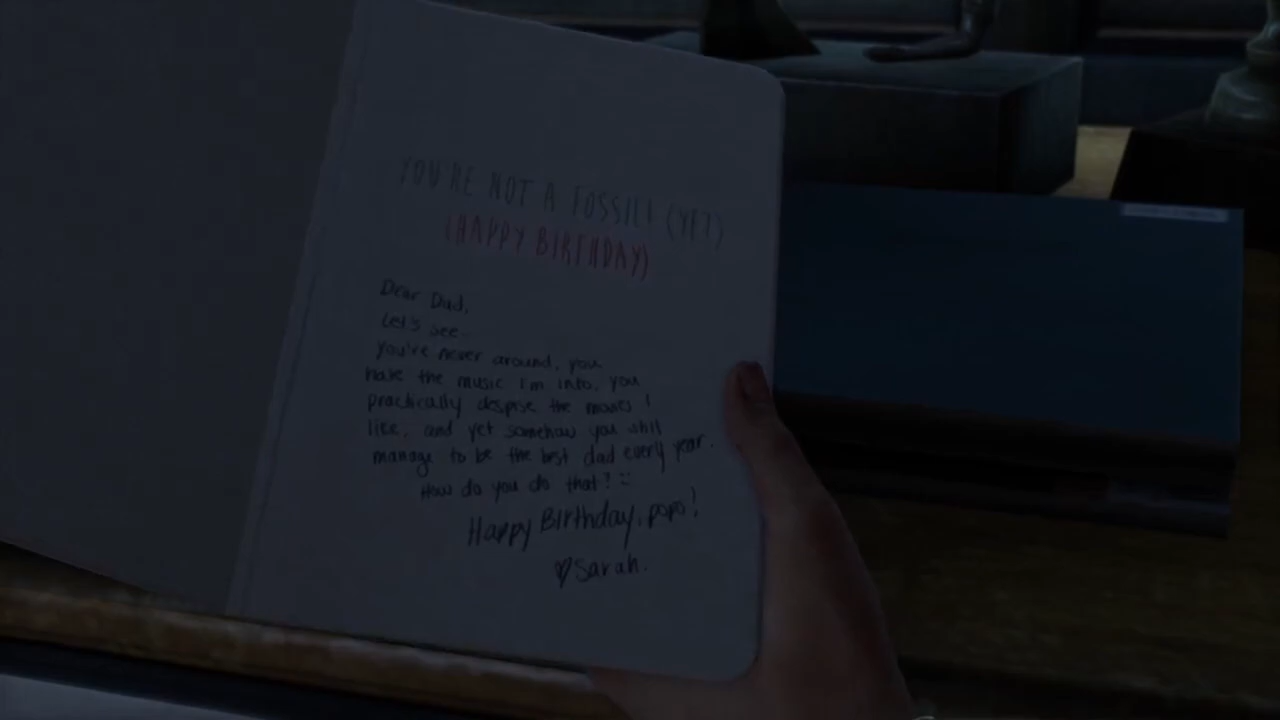 YOU'RE NOT A FOSSIL! (YET)
(HAPPY BIRTHDAY)
Dear Dad,
Let's see.
you've never around, you
hate the music I'm into, you
practically despise the movies I
like, and yet somehow you still
manage to be the best dad every year.
How do you do that? :)
Happy Birthday, papa!
♡Sarah.